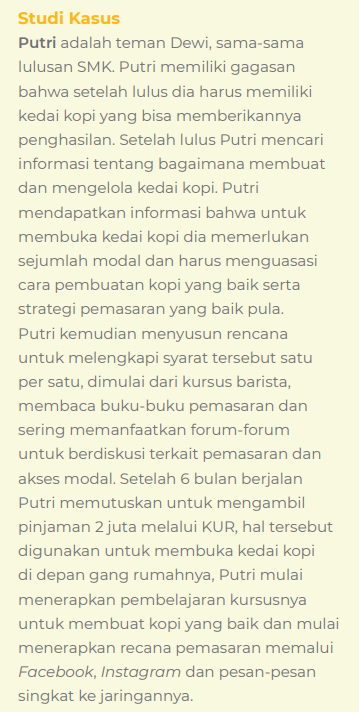 Studi Kasus
Putri adalah teman Dewi, sama-sama
lulusan SMK. Putri memiliki gagasan
bahwa setelah lulus dia harus memiliki
kedai kopi yang bisa memberikannya
penghasilan. Setelah lulus Putri mencari
informasi tentang bagaimana membuat
dan mengelola kedai kopi. Putri
mendapatkan informasi bahwa untuk
membuka kedai kopi dia memerlukan
sejumlah modal dan harus menguasasi
cara pembuatan kopi yang baik serta
strategi pemasaran yang baik pula.
Putri kemudian menyusun rencana
untuk melengkapi syarat tersebut satu
per satu, dimulai dari kursus barista,
membaca buku-buku pemasaran dan
sering memanfaatkan forum-forum
untuk berdiskusi terkait pemasaran dan
akses modal. Setelah 6 bulan berjalan
Putri memutuskan untuk mengambil
pinjaman 2 juta melalui KUR, hal tersebut
digunakan untuk membuka kedai kopi
di depan gang rumahnya, Putri mulai
menerapkan pembelajaran kursusnya
untuk membuat kopi yang baik dan mulai
menerapkan recana pemasaran memalui
Facebook, Instagram dan pesan-pesan
singkat ke jaringannya.